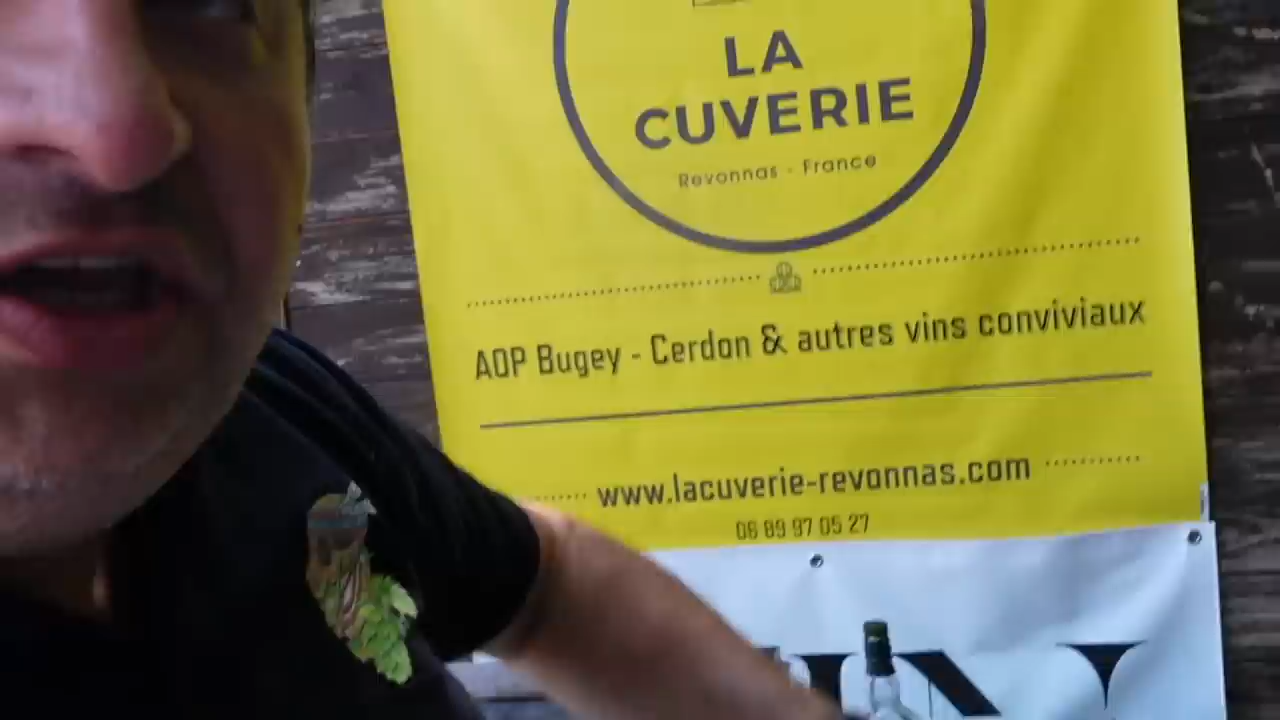 LA
CUVERIE
Revonnas - France
AOP Bugey - Cerdon & autres vins conviviaux
www.lacuverie-revonnas.com
06 89 97 05 27